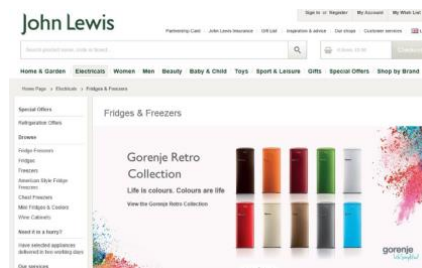 John Lewis
Sign in or Register My Account My Wish List
Partnership Card John Lewis Insurance Gift List Inspiration & advice Our shops Customer services
Home & Garden Electricals Women Men Beauty Baby & Child Toys Sport & Leisure Gifts Special Offers Shop by Brand
Home Page > Electricals > Fridges & Freezers
Special Offers
Refrigeration Offers
Browse
Fridge Freezers
Fridges
Freezers
American Style Fridge
Freezers
Chest Freezers
Mini Fridges & Coolers
Wine Cabinets
Need it in a hurry?
Have selected appliances
delivered in two working days
Our services
Fridges & Freezers
Gorenje Retro
Collection
Life is colours. Colours are life
View the Gorenje Retro Collection
gorenje